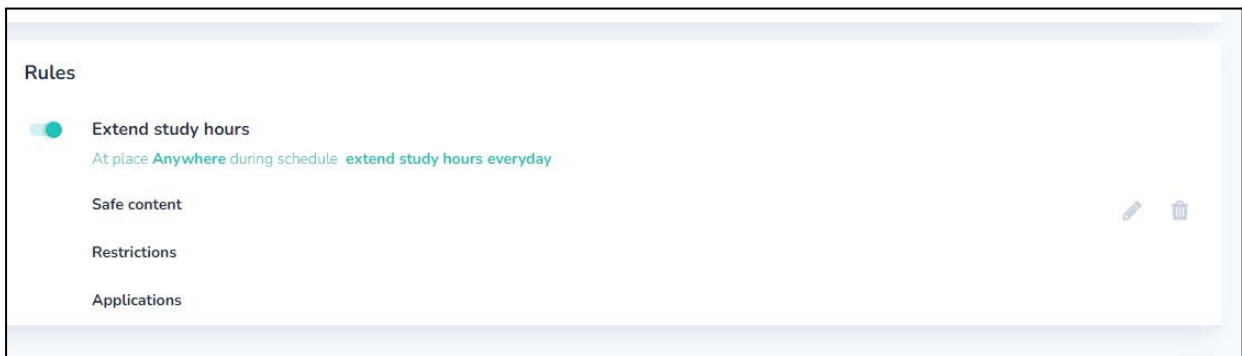 Rules
Extend study hours
At place Anywhere during schedule extend study hours everyday
Safe content
Restrictions
Applications